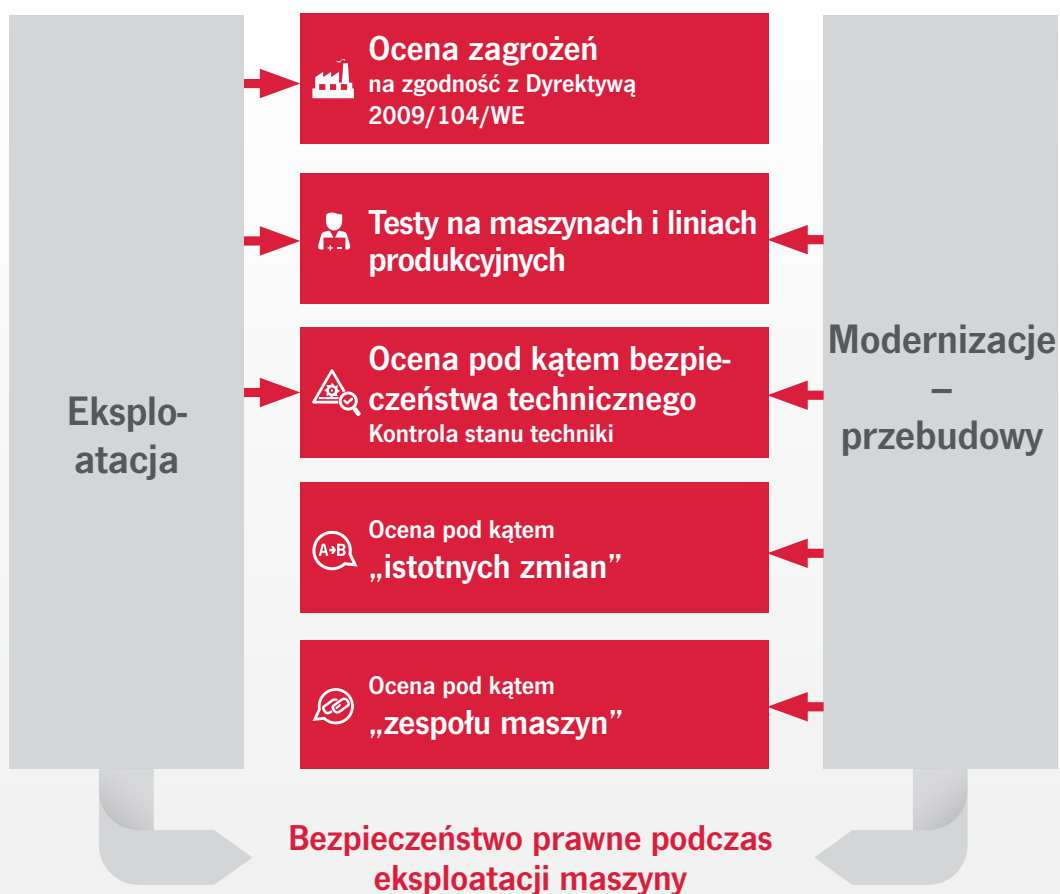 Ocena zagrożeń
na zgodność z Dyrektywą
2009/104/WE
Testy na maszynach i liniach
produkcyjnych
Ocena pod kątem bezpie-
czeństwa technicznego
Kontrola stanu techniki
Eksplo-
atacja
Modernizacje
–
przebudowy
A→B
Ocena pod kątem
„istotnych zmian”
Ocena pod kątem
„zespołu maszyn”
Bezpieczeństwo prawne podczas
eksploatacji maszyny